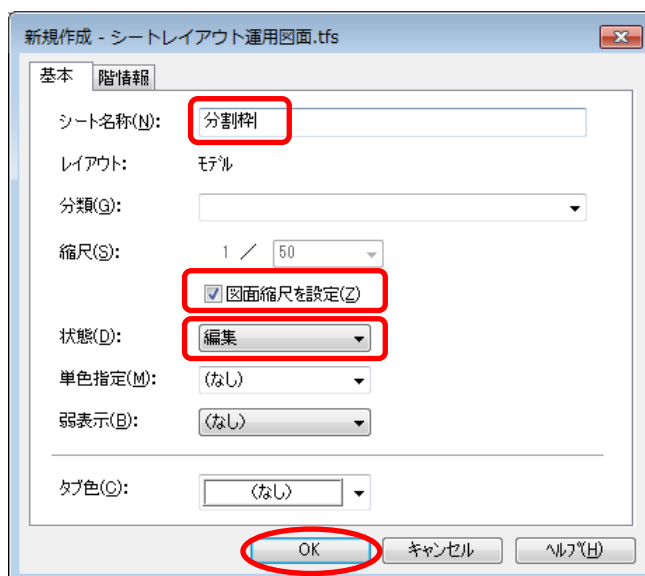 新規作成 - シートレイアウト運用図面.tfs
基本 階情報
シート名称(N): 分割枠
レイアウト: モデル
分類(G):
縮尺(S): 1 / 50
図面縮尺を設定(Z)
状態(D): 編集
単色指定(M): (なし)
弱表示(B): (なし)
タブ色(C): (なし)
OK キャンセル ヘルプ(H)